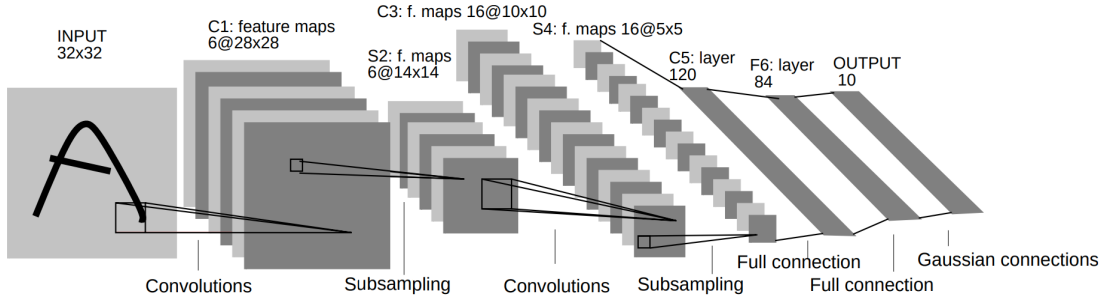 INPUT
32x32
C1: feature maps
6@28x28
S2: f. maps
6@14x14
C3: f. maps 16@10x10
S4: f. maps 16@5x5
C5: layer
120
F6: layer
84
OUTPUT
10
Convolutions
Subsampling
Convolutions
Subsampling
Full connection
Full connection
Gaussian connections